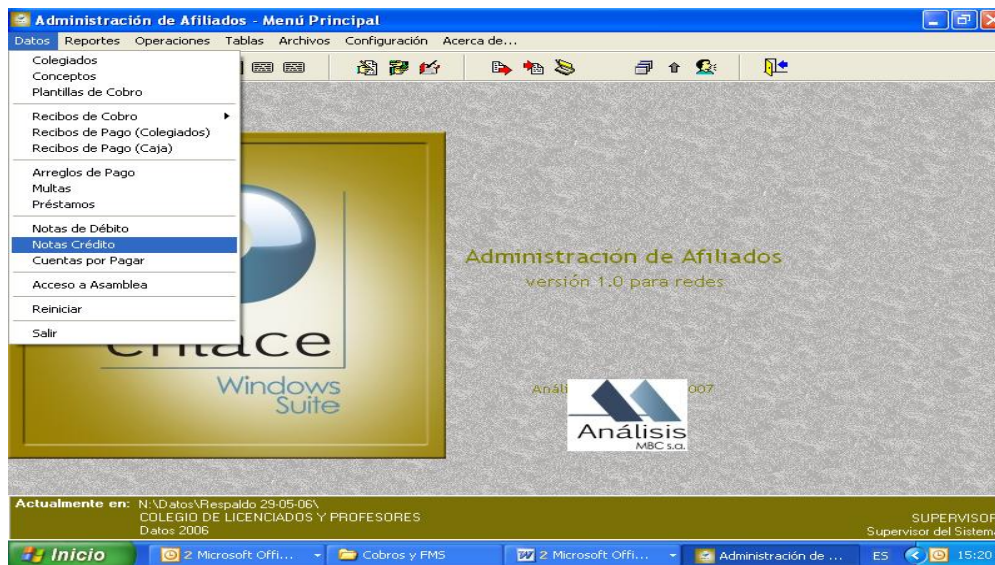 Administración de Afiliados - Menú Principal
Datos Reportes Operaciones Tablas Archivos Configuración Acerca de...
Colegiados
Conceptos
Plantillas de Cobro
Recibos de Cobro
Recibos de Pago (Colegiados)
Recibos de Pago (Caja)
Arreglos de Pago
Multas
Préstamos
Notas de Débito
Notas Crédito
Cuentas por Pagar
Acceso a Asamblea
Reiniciar
Salir
enlace
Windows
Suite
Administración de Afiliados
versión 1.0 para redes
Análisis
MBC s.a.
Actualmente en: N:\Datos\Respaldo 29-05-06\
COLEGIO DE LICENCIADOS Y PROFESORES
Datos 2006
SUPERVISOR
Supervisor del Sistema
Inicio 2 Microsoft Offi... Cobros y FMS 2 Microsoft Offi... Administración de ... ES 15:20